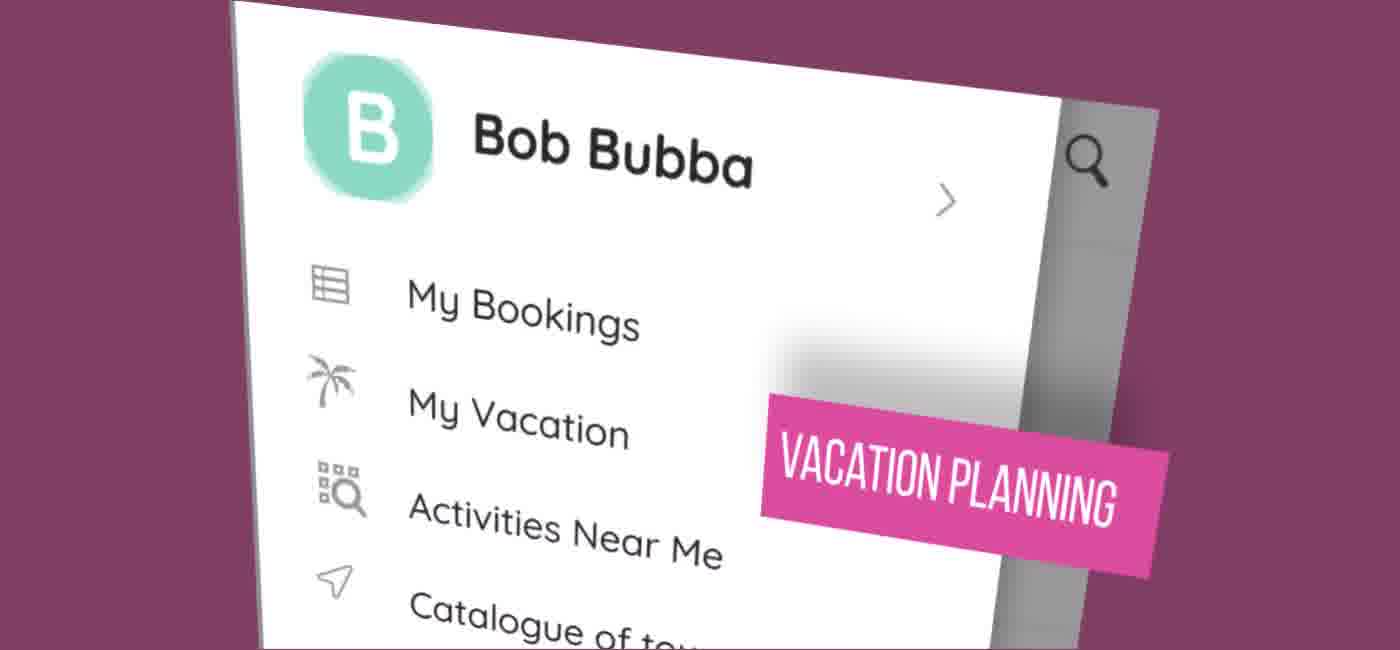 B
Bob Bubba
My Bookings
My Vacation
VACATION PLANNING
Activities Near Me
Catalogue of